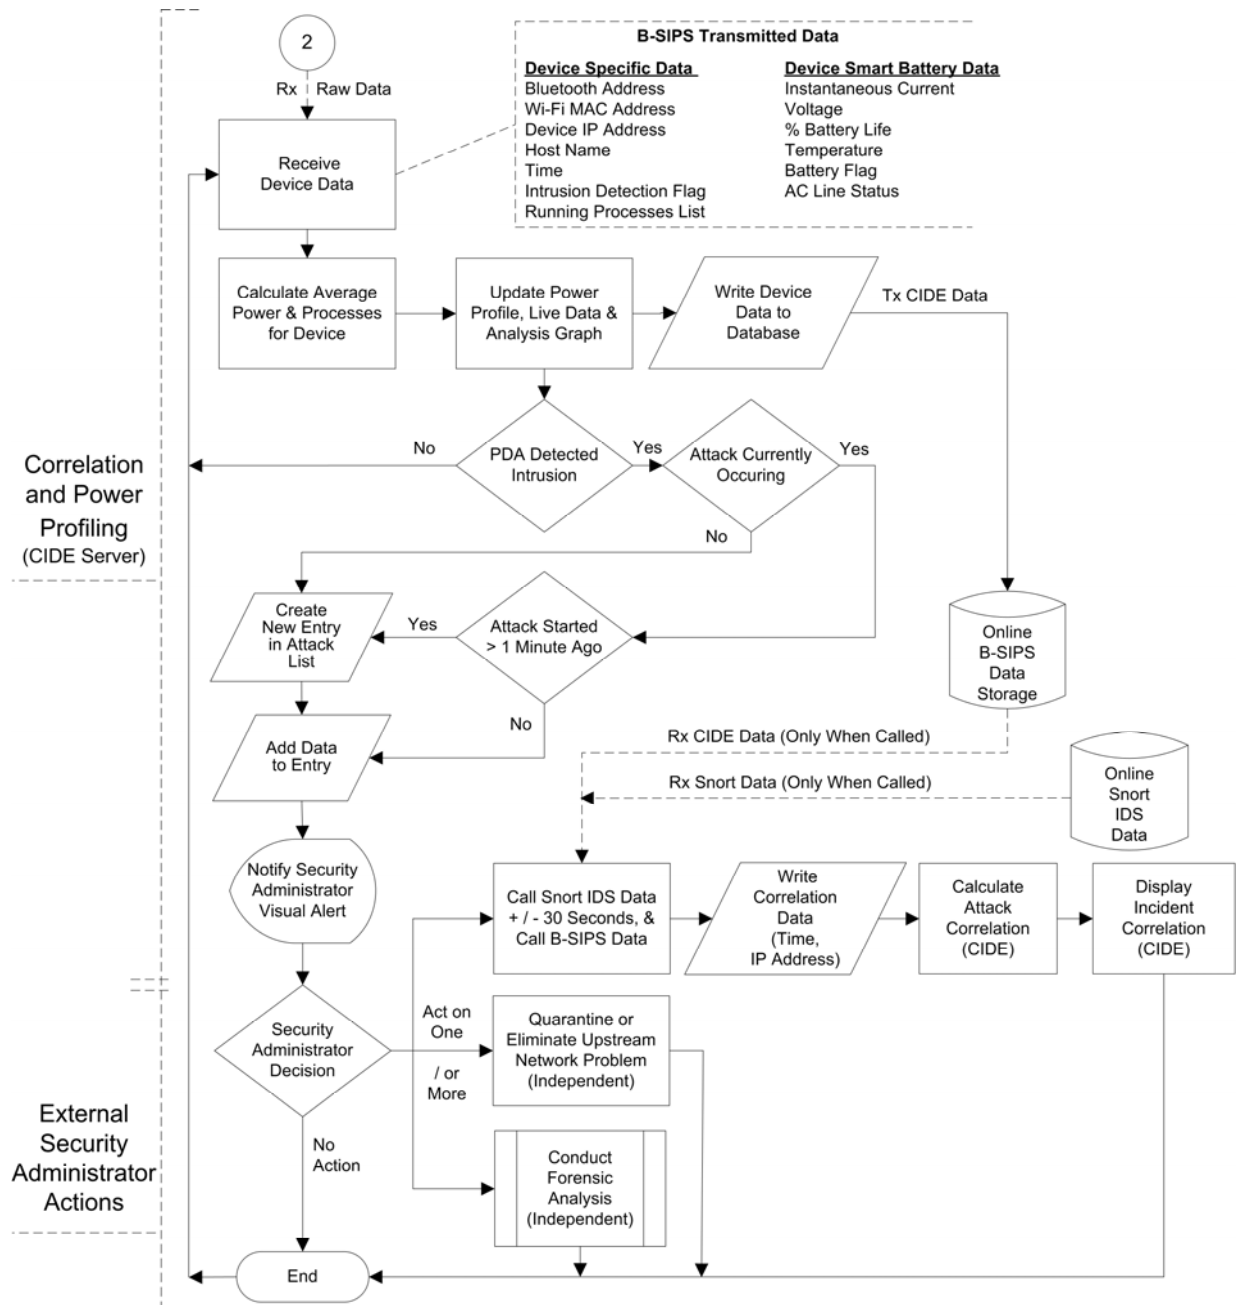 2
Rx
Raw Data
B-SIPS Transmitted Data
Device Specific Data
Bluetooth Address
Wi-Fi MAC Address
Device IP Address
Host Name
Time
Intrusion Detection Flag
Running Processes List
Device Smart Battery Data
Instantaneous Current
Voltage
% Battery Life
Temperature
Battery Flag
AC Line Status
Receive
Device Data
Calculate Average
Power & Processes
for Device
Update Power
Profile, Live Data &
Analysis Graph
Write Device
Data to
Database
Tx CIDE Data
No
PDA Detected
Intrusion
Yes
Attack Currently
Occuring
Yes
No
Correlation
and Power
Profiling
(CIDE Server)
Create
New Entry
in Attack
List
Yes
Attack Started
> 1 Minute Ago
No
Online
B-SIPS
Data
Storage
Add Data
to Entry
Rx CIDE Data (Only When Called)
Rx Snort Data (Only When Called)
Online
Snort
IDS
Data
Notify Security
Administrator
Visual Alert
Call Snort IDS Data
+ / - 30 Seconds, &
Call B-SIPS Data
Write
Correlation
Data
(Time,
IP Address)
Calculate
Attack
Correlation
(CIDE)
Display
Incident
Correlation
(CIDE)
Security
Administrator
Decision
Act on
One
/ or
More
Quarantine or
Eliminate Upstream
Network Problem
(Independent)
External
Security
Administrator
Actions
No
Action
Conduct
Forensic
Analysis
(Independent)
End